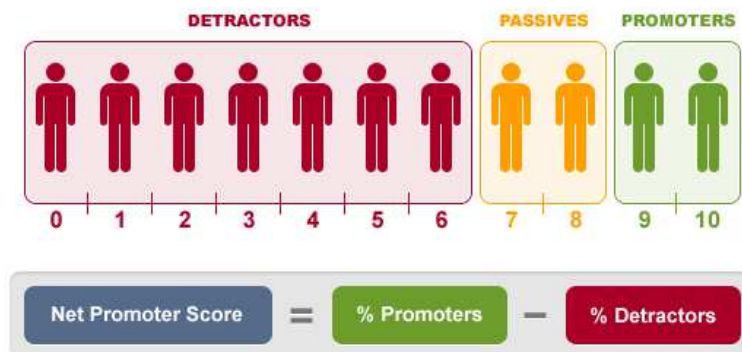 DETRACTORS PASSIVES PROMOTERS
0 1 2 3 4 5 6 7 8 9 10
Net Promoter Score = % Promoters − % Detractors